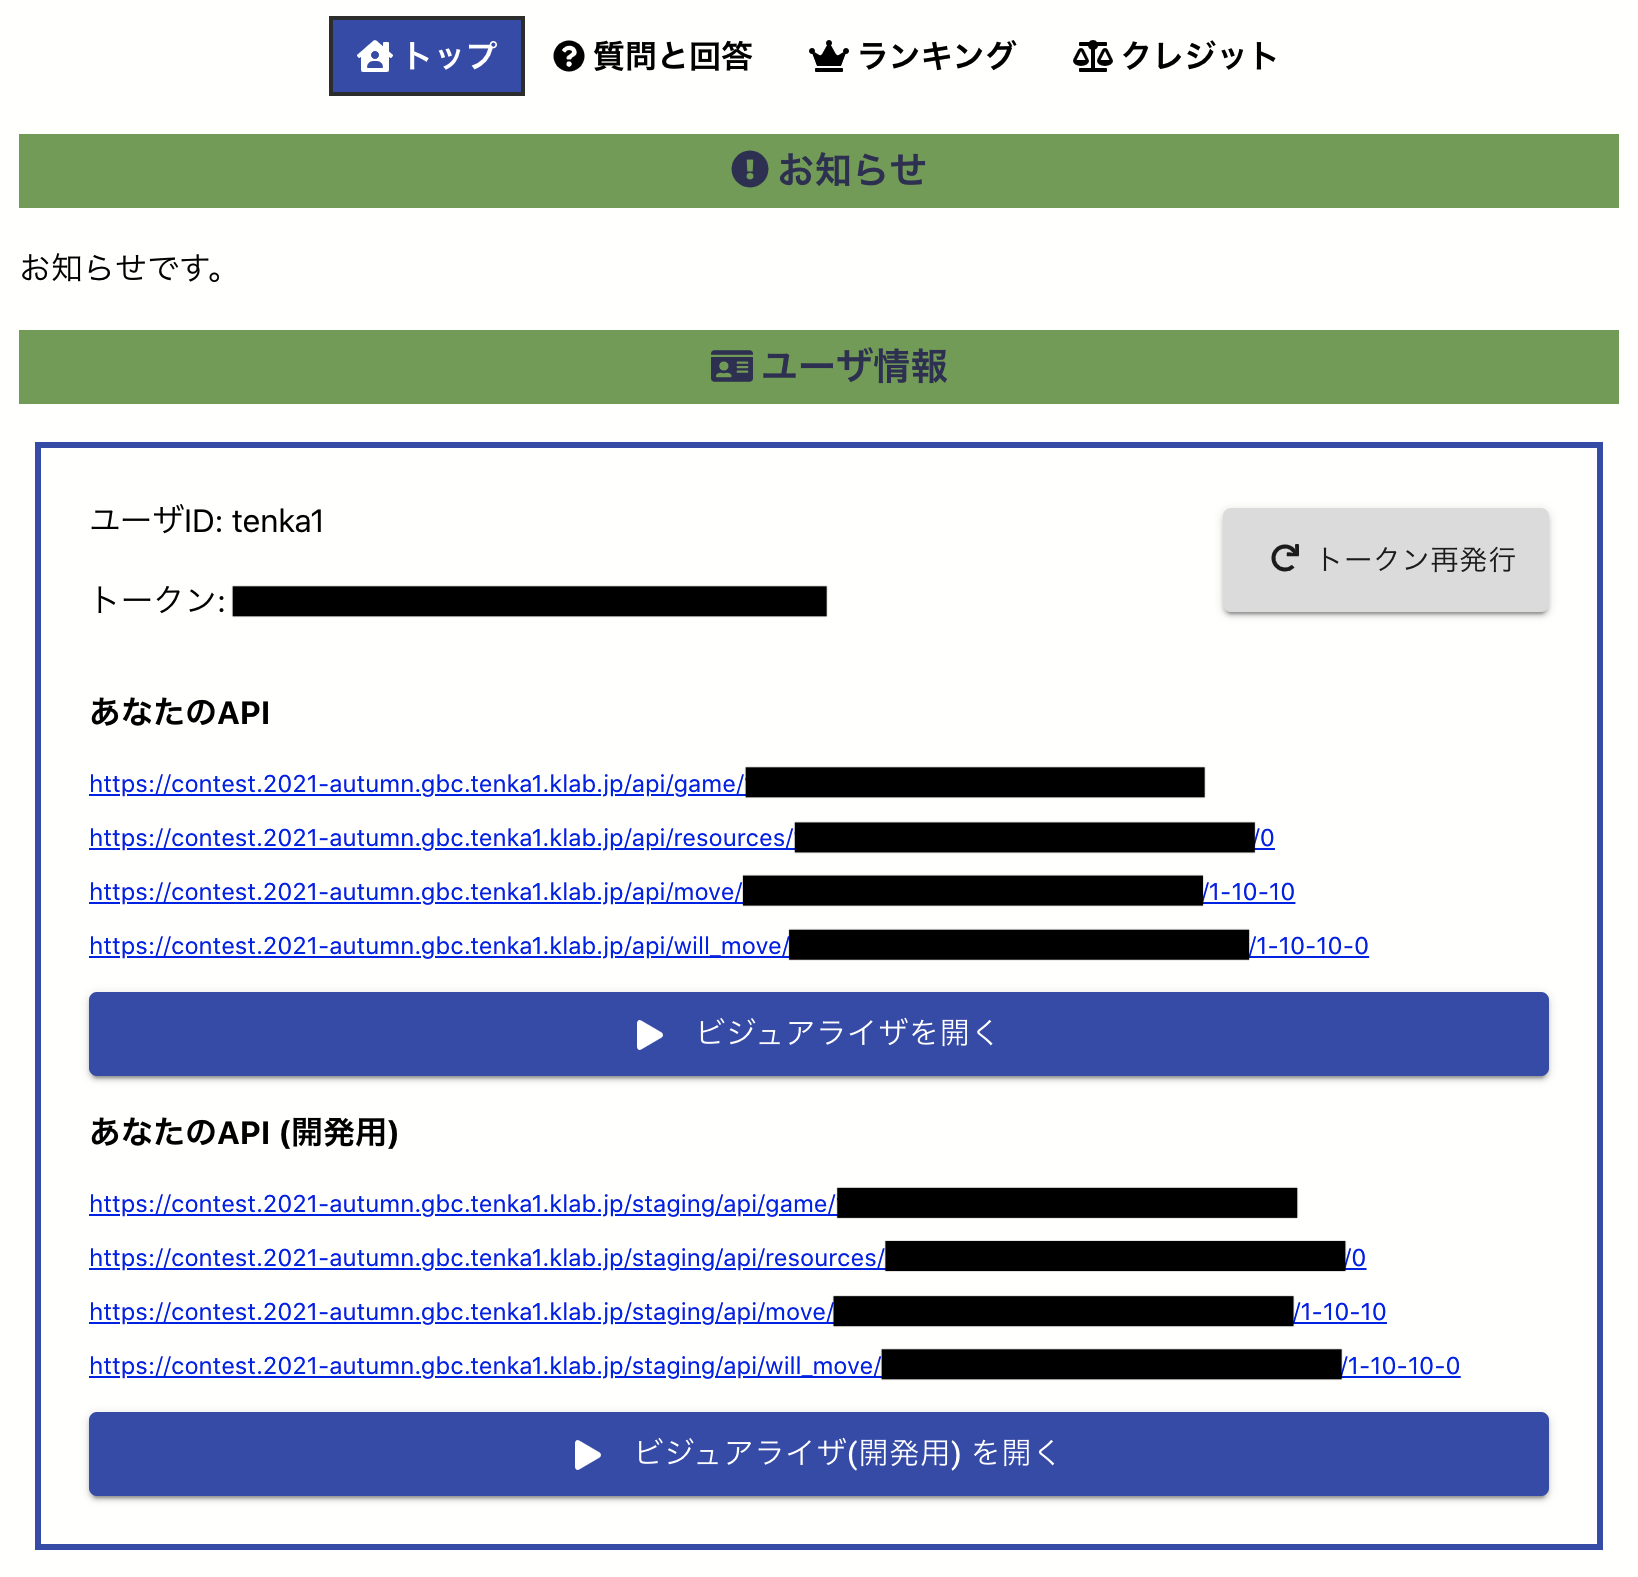 トップ 質問と回答 ランキング クレジット
お知らせ
お知らせです。
ユーザ情報
ユーザID: tenka1
トークン再発行
トークン:
あなたのAPI
https://contest.2021-autumn.gbc.tenka1.klab.jp/api/game/
https://contest.2021-autumn.gbc.tenka1.klab.jp/api/resources/ /0
https://contest.2021-autumn.gbc.tenka1.klab.jp/api/move/ /1-10-10
https://contest.2021-autumn.gbc.tenka1.klab.jp/api/will_move/ /1-10-10-0
ビジュアライザを開く
あなたのAPI (開発用)
https://contest.2021-autumn.gbc.tenka1.klab.jp/staging/api/game/
https://contest.2021-autumn.gbc.tenka1.klab.jp/staging/api/resources/ /0
https://contest.2021-autumn.gbc.tenka1.klab.jp/staging/api/move/ /1-10-10
https://contest.2021-autumn.gbc.tenka1.klab.jp/staging/api/will_move/ /1-10-10-0
ビジュアライザ(開発用) を開く